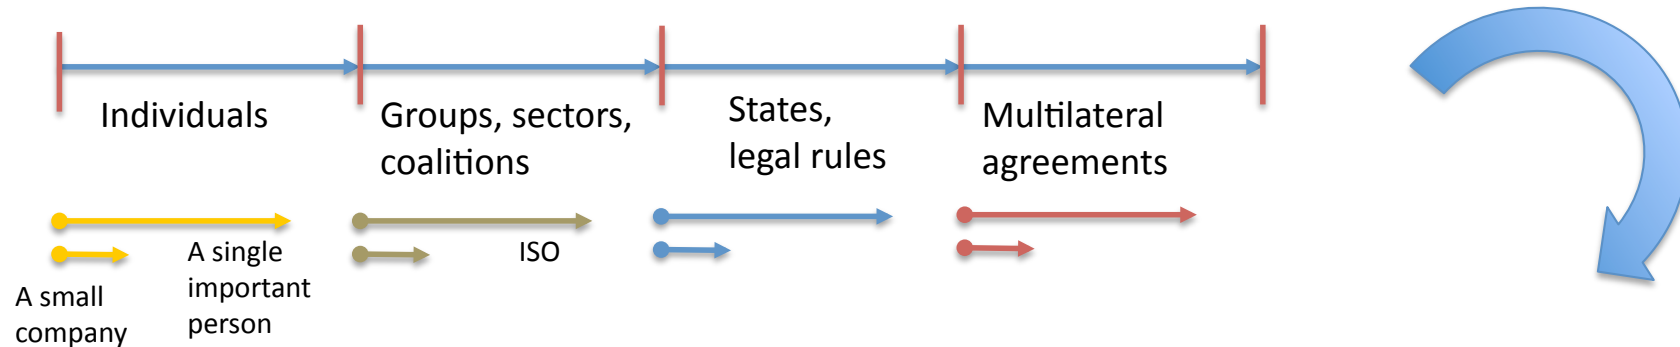 Individuals
Groups, sectors,
coalitions
States,
legal rules
Multilateral
agreements
A small
company
A single
important
person
ISO